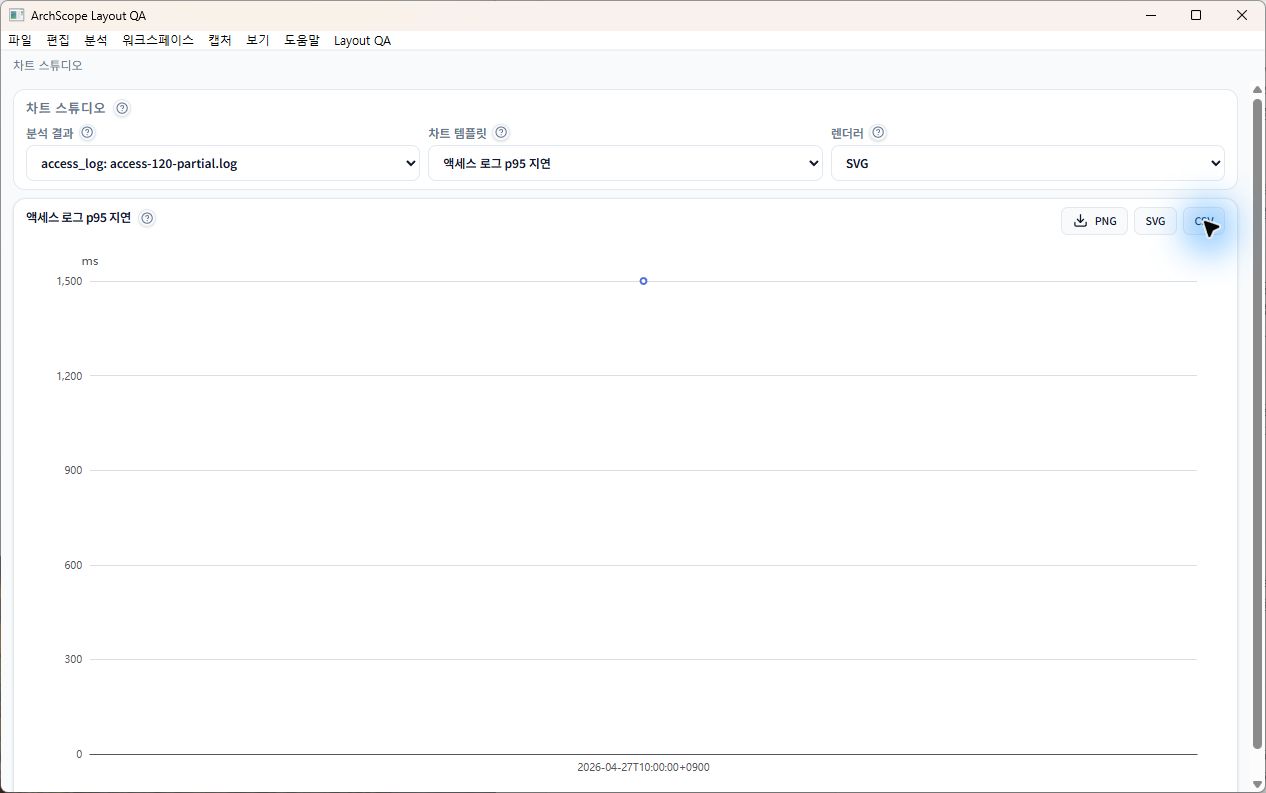 ArchScope Layout QA
파일 편집 분석 워크스페이스 캡처 보기 도움말 Layout QA
차트 스튜디오
차트 스튜디오 ?
분석 결과 ? 차트 템플릿 ? 렌더러 ?
access_log: access-120-partial.log 액세스 로그 p95 지연 SVG
액세스 로그 p95 지연 ? PNG SVG CSV
ms
1,500
1,200
900
600
300
0
2026-04-27T10:00:00+0900